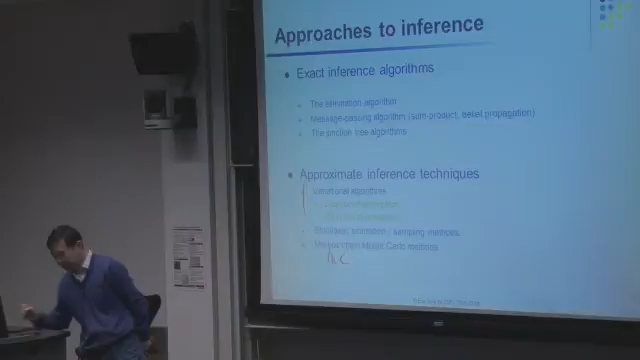 Approaches to inference
Exact inference algorithms
The elimination algorithm
Message-passing algorithm (sum-product, belief propagation)
The junction tree algorithms
Approximate inference techniques
Variational algorithms
Stochastic simulation / sampling methods
Markov chain Monte Carlo methods